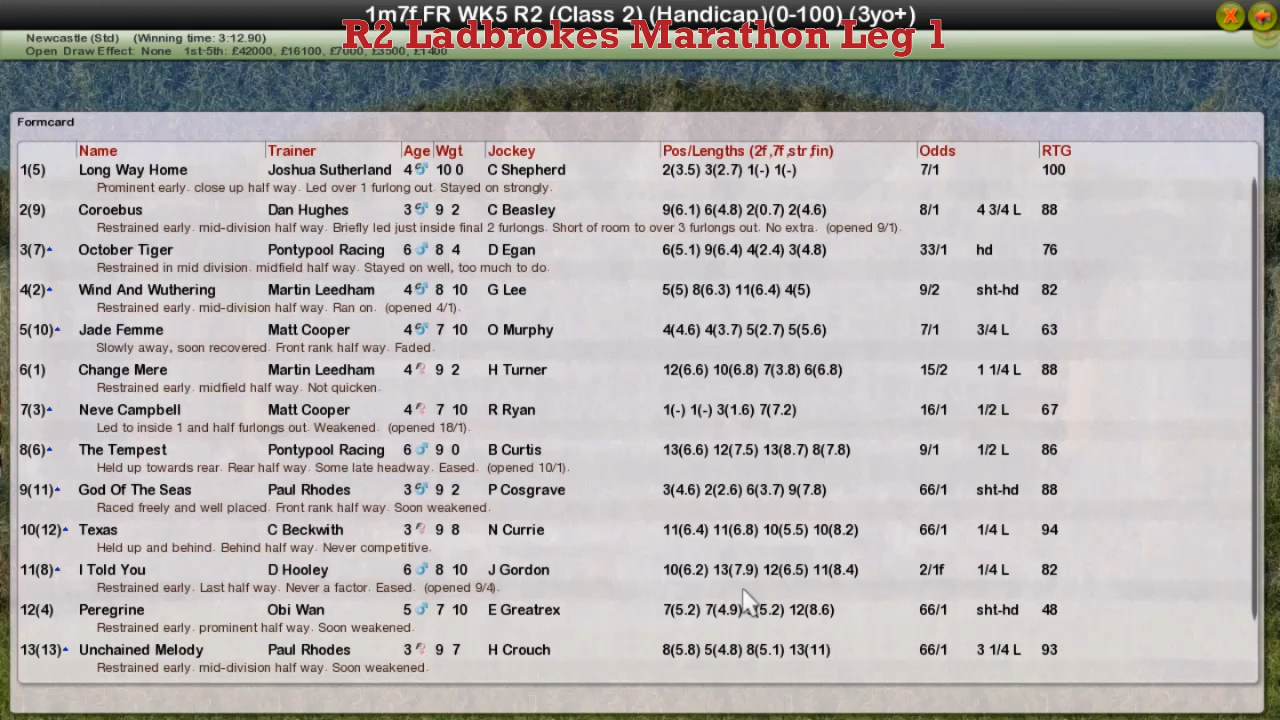 1m7f FR WK5 R2 (Class 2) (Handicap)(0-100) (3yo+)
R2 Ladbrokes Marathon Leg 1
Newcastle (Std) (Winning time: 3:12.90)
Open Draw Effect: None 1st-5th: £42000, £16100, £7000, £3500, £1400
Formcard
Name Trainer Age Wgt Jockey Pos/Lengths (2f,7f,str,fin) Odds RTG
1(5) Long Way Home Joshua Sutherland 4 10 0 C Shepherd 2(3.5) 3(2.7) 1(-) 1(-) 7/1 100
Prominent early. close up half way. Led over 1 furlong out. Stayed on strongly.
2(9) Coroebus Dan Hughes 3 9 2 C Beasley 9(6.1) 6(4.8) 2(0.7) 2(4.6) 8/1 4 3/4 L 88
Restrained early. mid-division half way. Briefly led just inside final 2 furlongs. Short of room to over 3 furlongs out. No extra. (opened 9/1).
3(7) October Tiger Pontypool Racing 6 8 4 D Egan 6(5.1) 9(6.4) 4(2.4) 3(4.8) 33/1 hd 76
Restrained in mid division. midfield half way. Stayed on well, too much to do.
4(2) Wind And Wuthering Martin Leedham 4 8 10 G Lee 5(5) 8(6.3) 11(6.4) 4(5) 9/2 sht-hd 82
Restrained early. mid-division half way. Ran on. (opened 4/1).
5(10) Jade Femme Matt Cooper 4 7 10 O Murphy 4(4.6) 4(3.7) 5(2.7) 5(5.6) 7/1 3/4 L 63
Slowly away, soon recovered. Front rank half way. Faded.
6(1) Change Mere Martin Leedham 4 9 2 H Turner 12(6.6) 10(6.8) 7(3.8) 6(6.8) 15/2 1 1/4 L 88
Restrained early. midfield half way. Not quicken.
7(3) Neve Campbell Matt Cooper 4 7 10 R Ryan 1(-) 1(-) 3(1.6) 7(7.2) 16/1 1/2 L 67
Led to inside 1 and half furlongs out. Weakened. (opened 18/1).
8(6) The Tempest Pontypool Racing 6 9 0 B Curtis 13(6.6) 12(7.5) 13(8.7) 8(7.8) 9/1 1/2 L 86
Held up towards rear. Rear half way. Some late headway. Eased. (opened 10/1).
9(11) God Of The Seas Paul Rhodes 3 9 2 P Cosgrave 3(4.6) 2(2.6) 6(3.7) 9(7.8) 66/1 sht-hd 88
Raced freely and well placed. Front rank half way. Soon weakened.
10(12) Texas C Beckwith 3 9 8 N Currie 11(6.4) 11(6.8) 10(5.5) 10(8.2) 66/1 1/4 L 94
Held up and behind. Behind half way. Never competitive.
11(8) I Told You D Hooley 6 8 10 J Gordon 10(6.2) 13(7.9) 12(6.5) 11(8.4) 2/1f 1/4 L 82
Restrained early. Last half way. Never a factor. Eased. (opened 9/4).
12(4) Peregrine Obi Wan 5 7 10 E Greatrex 7(5.2) 7(4.9) (5.2) 12(8.6) 66/1 sht-hd 48
Restrained early. prominent half way. Soon weakened.
13(13) Unchained Melody Paul Rhodes 3 9 7 H Crouch 8(5.8) 5(4.8) 8(5.1) 13(11) 66/1 3 1/4 L 93
Restrained early. mid-division half way. Soon weakened.